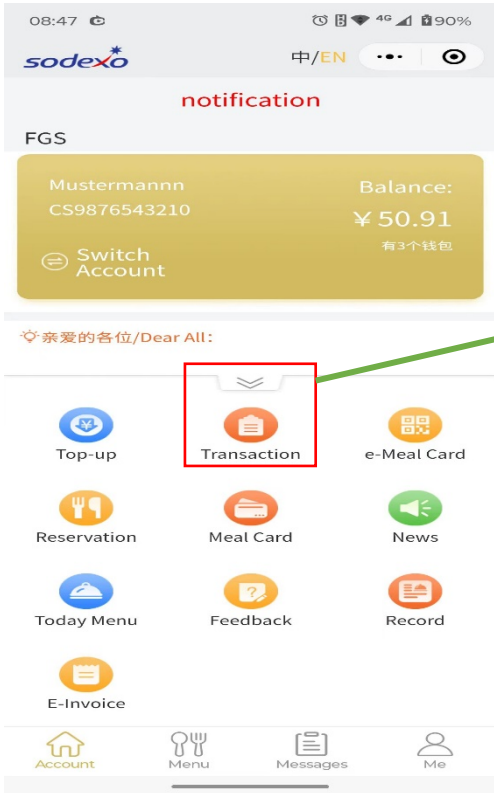 08:47 4G 90%
sodexo 中/EN
notification
FGS
Mustermannn Balance:
CS9876543210 ¥50.91
有3个钱包
Switch
Account
亲爱的各位/Dear All：
Top-up Transaction e-Meal Card
Reservation Meal Card News
Today Menu Feedback Record
E-Invoice
Account Menu Messages Me